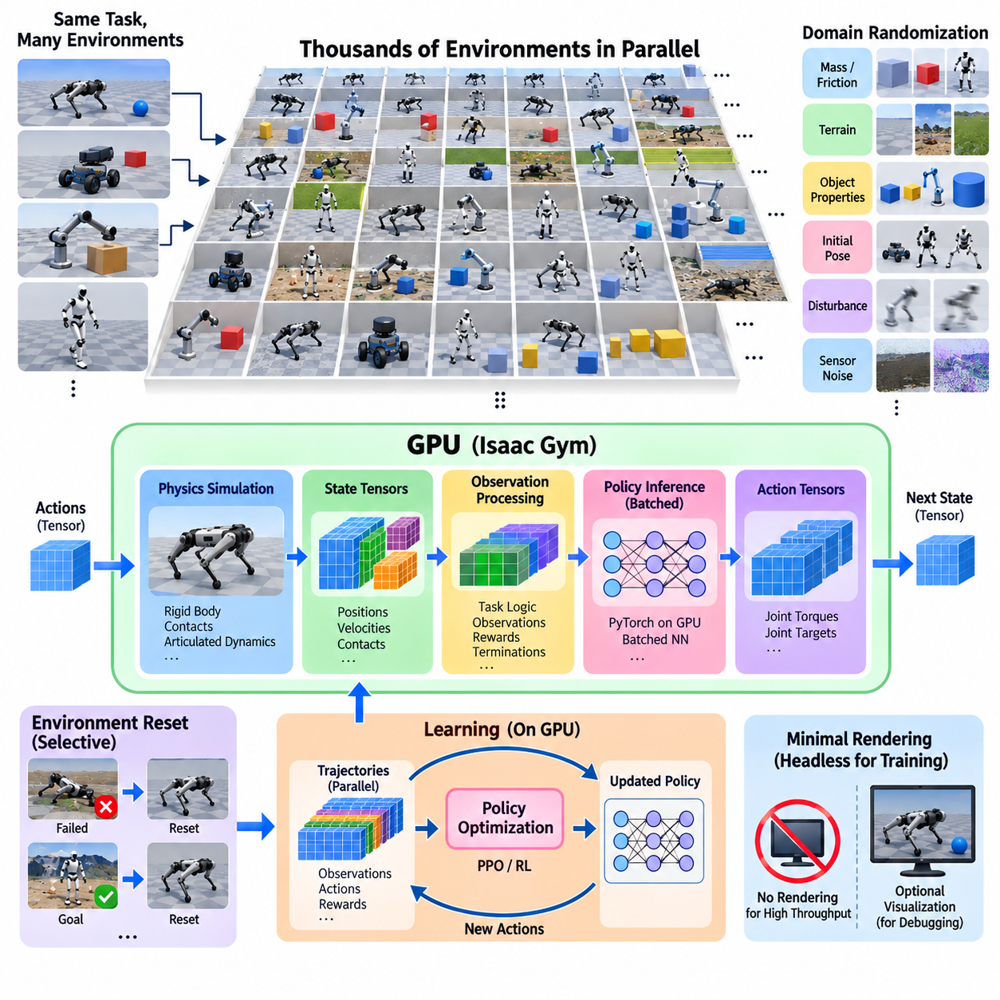 Same Task,
Many Environments
Thousands of Environments in Parallel
Domain Randomization
Mass /
Friction
Terrain
Object
Properties
Initial
Pose
Disturbance
Sensor
Noise
GPU (Isaac Gym)
Actions
(Tensor)
Physics Simulation
Rigid Body
Contacts
Articulated Dynamics
...
State Tensors
Positions
Velocities
Contacts
...
Observation
Processing
Task Logic
Observations
Rewards
Terminations
...
Policy Inference
(Batched)
PyTorch on GPU
Batched NN
...
Action Tensors
Joint Torques
Joint Targets
...
Next State
(Tensor)
Environment Reset
(Selective)
Failed
Reset
Goal
Reset
...
Learning (On GPU)
Trajectories
(Parallel)
Observations
Actions
Rewards
...
Policy
Optimization
PPO / RL
New Actions
Updated Policy
Minimal Rendering
(Headless for Training)
No Rendering
for High Throughput
Optional
Visualization
(for Debugging)